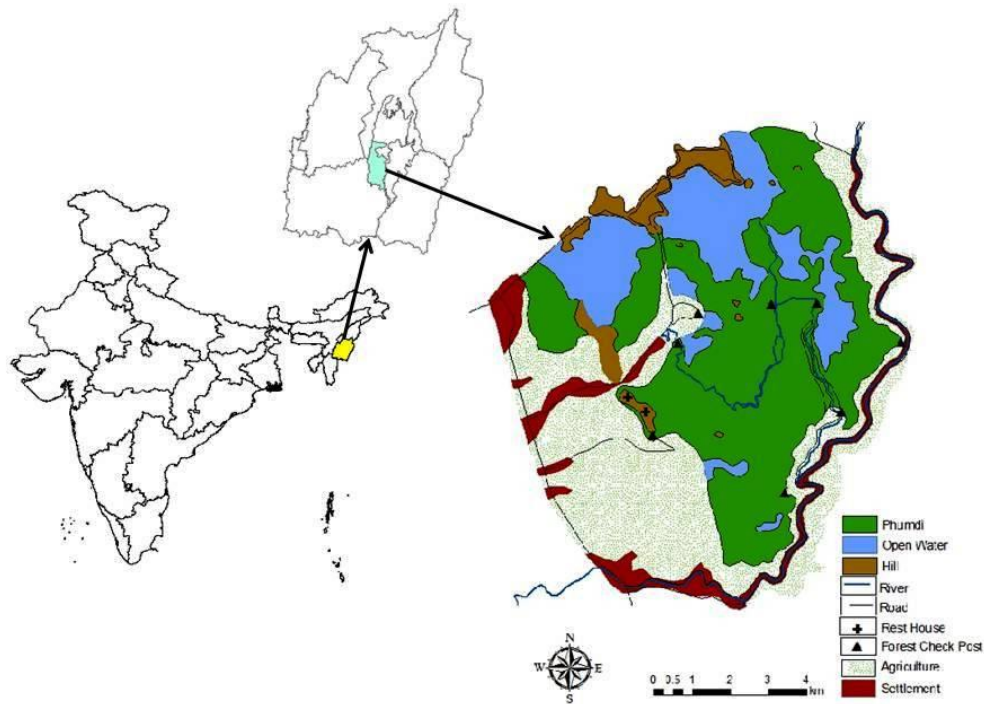 Phumdi
Open Water
Hill
River
Road
Rest House
Forest Check Post
Agriculture
Settlement
N
W E
S
0 0.5 1 2 3 4
km